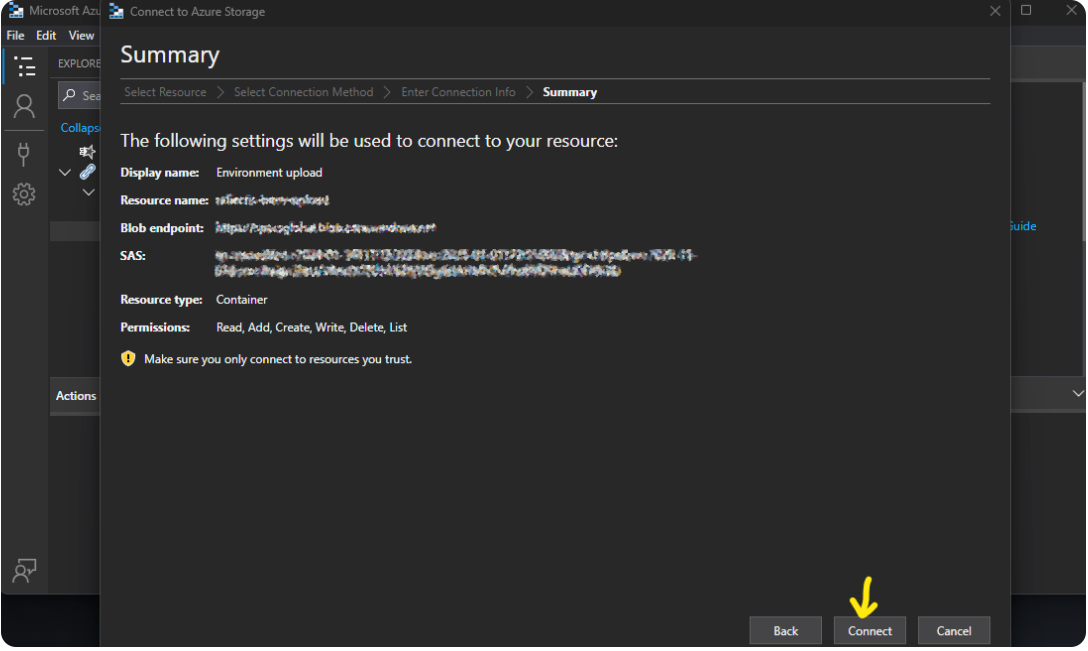 Microsoft Azu
Connect to Azure Storage
File Edit View
EXPLORE
Sea
Collaps
Actions
Summary
Select Resource > Select Connection Method > Enter Connection Info > Summary
The following settings will be used to connect to your resource:
Display name: Environment upload
Resource name:
Blob endpoint:
SAS:
Resource type: Container
Permissions: Read, Add, Create, Write, Delete, List
Make sure you only connect to resources you trust.
Guide
Back Connect Cancel